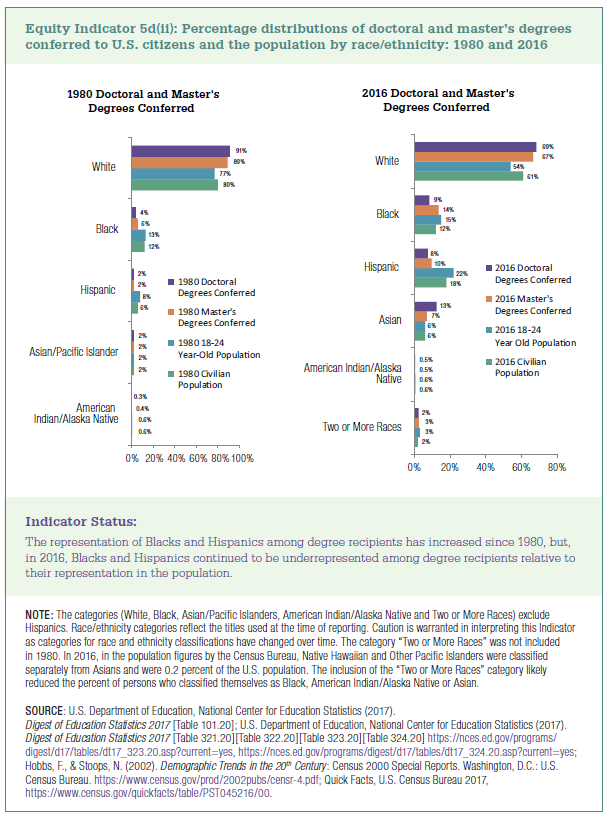 Equity Indicator 5d(ii): Percentage distributions of doctoral and master's degrees
conferred to U.S. citizens and the population by race/ethnicity: 1980 and 2016
1980 Doctoral and Master's
Degrees Conferred
White
91%
89%
77%
80%
Black
4%
6%
13%
12%
Hispanic
2%
2%
8%
6%
Asian/Pacific Islander
2%
2%
2%
2%
American
Indian/Alaska Native
0.3%
0.4%
0.6%
0.6%
0% 20% 40% 60% 80% 100%
1980 Doctoral
Degrees Conferred
1980 Master's
Degrees Conferred
1980 18-24
Year-Old Population
1980 Civilian
Population
2016 Doctoral and Master's
Degrees Conferred
White
69%
67%
54%
61%
Black
9%
14%
15%
12%
Hispanic
8%
10%
22%
18%
Asian
13%
7%
6%
6%
American Indian/Alaska
Native
0.5%
0.5%
0.6%
0.6%
Two or More Races
2%
3%
3%
2%
0% 20% 40% 60% 80%
2016 Doctoral
Degrees Conferred
2016 Master's
Degrees Conferred
2016 18-24
Year Old Population
2016 Civilian
Population
Indicator Status:
The representation of Blacks and Hispanics among degree recipients has increased since 1980, but,
in 2016, Blacks and Hispanics continued to be underrepresented among degree recipients relative to
their representation in the population.
NOTE: The categories (White, Black, Asian/Pacific Islanders, American Indian/Alaska Native and Two or More Races) exclude
Hispanics. Race/ethnicity categories reflect the titles used at the time of reporting. Caution is warranted in interpreting this Indicator
as categories for race and ethnicity classifications have changed over time. The category "Two or More Races" was not included
in 1980. In 2016, in the population figures by the Census Bureau, Native Hawaiian and Other Pacific Islanders were classified
separately from Asians and were 0.2 percent of the U.S. population. The inclusion of the "Two or More Races" category likely
reduced the percent of persons who classified themselves as Black, American Indian/Alaska Native or Asian.
SOURCE: U.S. Department of Education, National Center for Education Statistics (2017).
Digest of Education Statistics 2017 [Table 101.20]; U.S. Department of Education, National Center for Education Statistics (2017).
Digest of Education Statistics 2017 [Table 321.20][Table 322.20][Table 323.20][Table 324.20] https://nces.ed.gov/programs/
digest/d17/tables/dt17_323.20.asp?current=yes, https://nces.ed.gov/programs/digest/d17/tables/dt17_324.20.asp?current=yes;
Hobbs, F., & Stoops, N. (2002). Demographic Trends in the 20th Century: Census 2000 Special Reports. Washington, D.C.: U.S.
Census Bureau. https://www.census.gov/prod/2002pubs/censr-4.pdf; Quick Facts, U.S. Census Bureau 2017,
https://www.census.gov/quickfacts/table/PST045216/00.